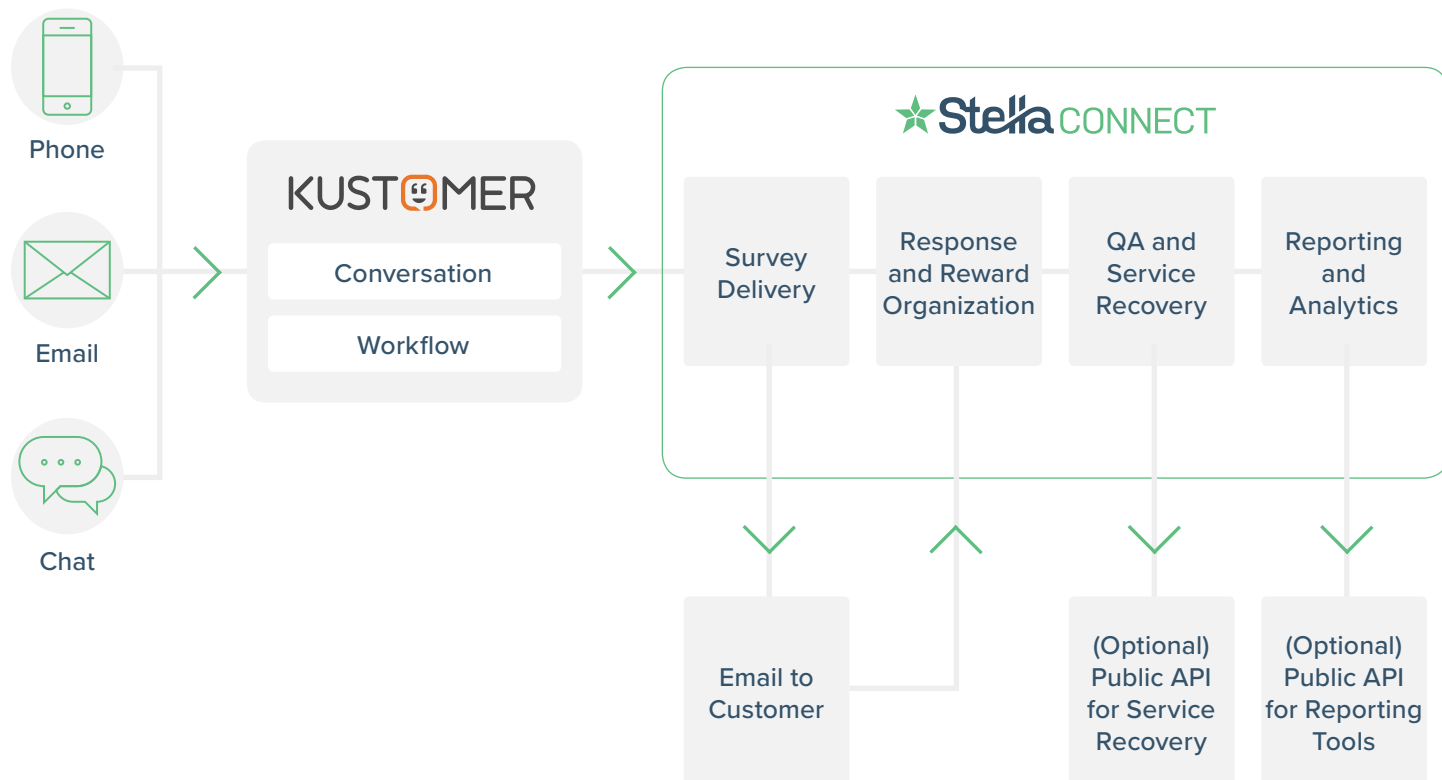 Phone
Email
Chat
KUSTOMER
Conversation
Workflow
Stella CONNECT
Survey
Delivery
Response
and Reward
Organization
QA and
Service
Recovery
Reporting
and
Analytics
Email to
Customer
(Optional)
Public API
for Service
Recovery
(Optional)
Public API
for Reporting
Tools